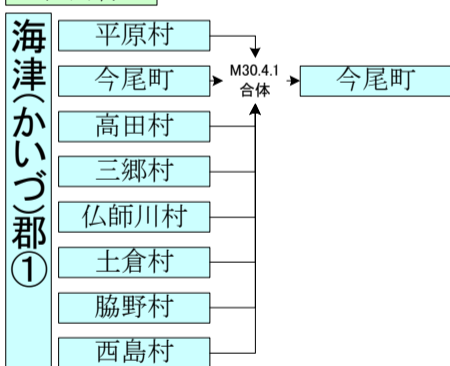 海津(かいづ)郡①
平原村
今尾町
高田村
三郷村
仏師川村
土倉村
脇野村
西島村
M30.4.1
合体
今尾町